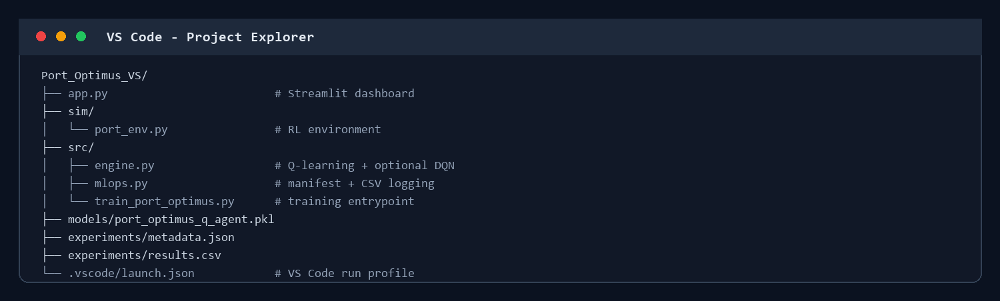 VS Code - Project Explorer
Port_Optimus_VS/
├── app.py                         # Streamlit dashboard
├── sim/
│   └── port_env.py                # RL environment
├── src/
│   ├── engine.py                  # Q-learning + optional DQN
│   ├── mlops.py                   # manifest + CSV logging
│   └── train_port_optimus.py      # training entrypoint
├── models/port_optimus_q_agent.pkl
├── experiments/metadata.json
├── experiments/results.csv
└── .vscode/launch.json            # VS Code run profile